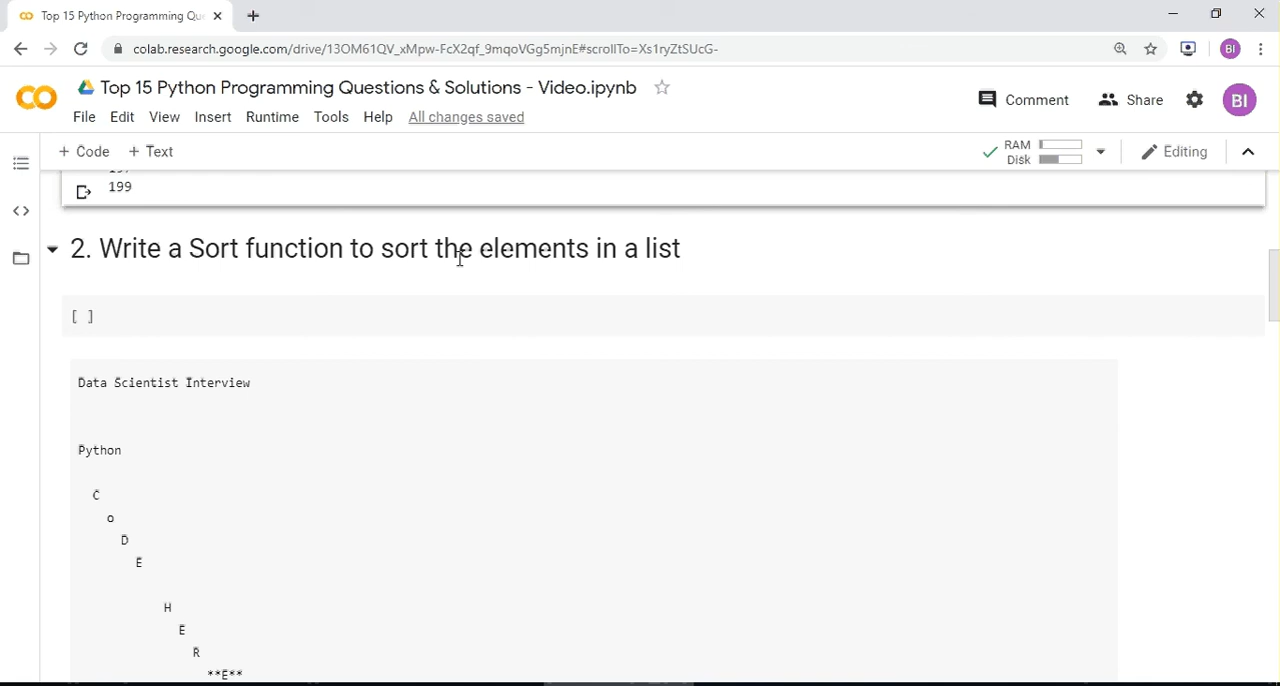 Top 15 Python Programming Qu
colab.research.google.com/drive/13OM61QV_xMpw-FcX2qf_9mqoVGg5mjnE#scrollTo=Xs1ryZtSUcG-
BI
Top 15 Python Programming Questions & Solutions - Video.ipynb
Comment
Share
BI
File Edit View Insert Runtime Tools Help All changes saved
+ Code + Text
RAM
Disk
Editing
199
2. Write a Sort function to sort the elements in a list
[ ]
Data Scientist Interview
Python
C
o
D
E
H
E
R
**E**